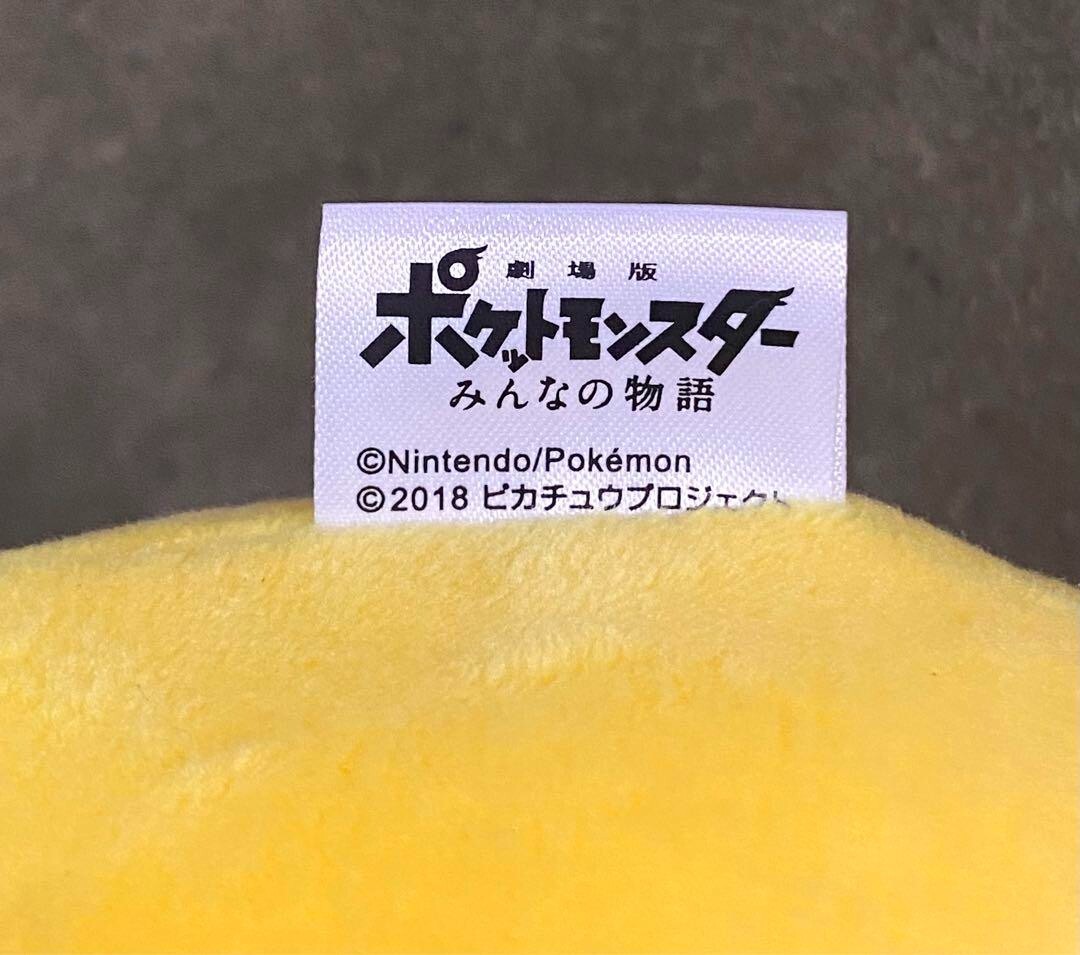 劇場版
ポケットモンスター
みんなの物語
©Nintendo/Pokémon
©2018 ピカチュウプロジェクト